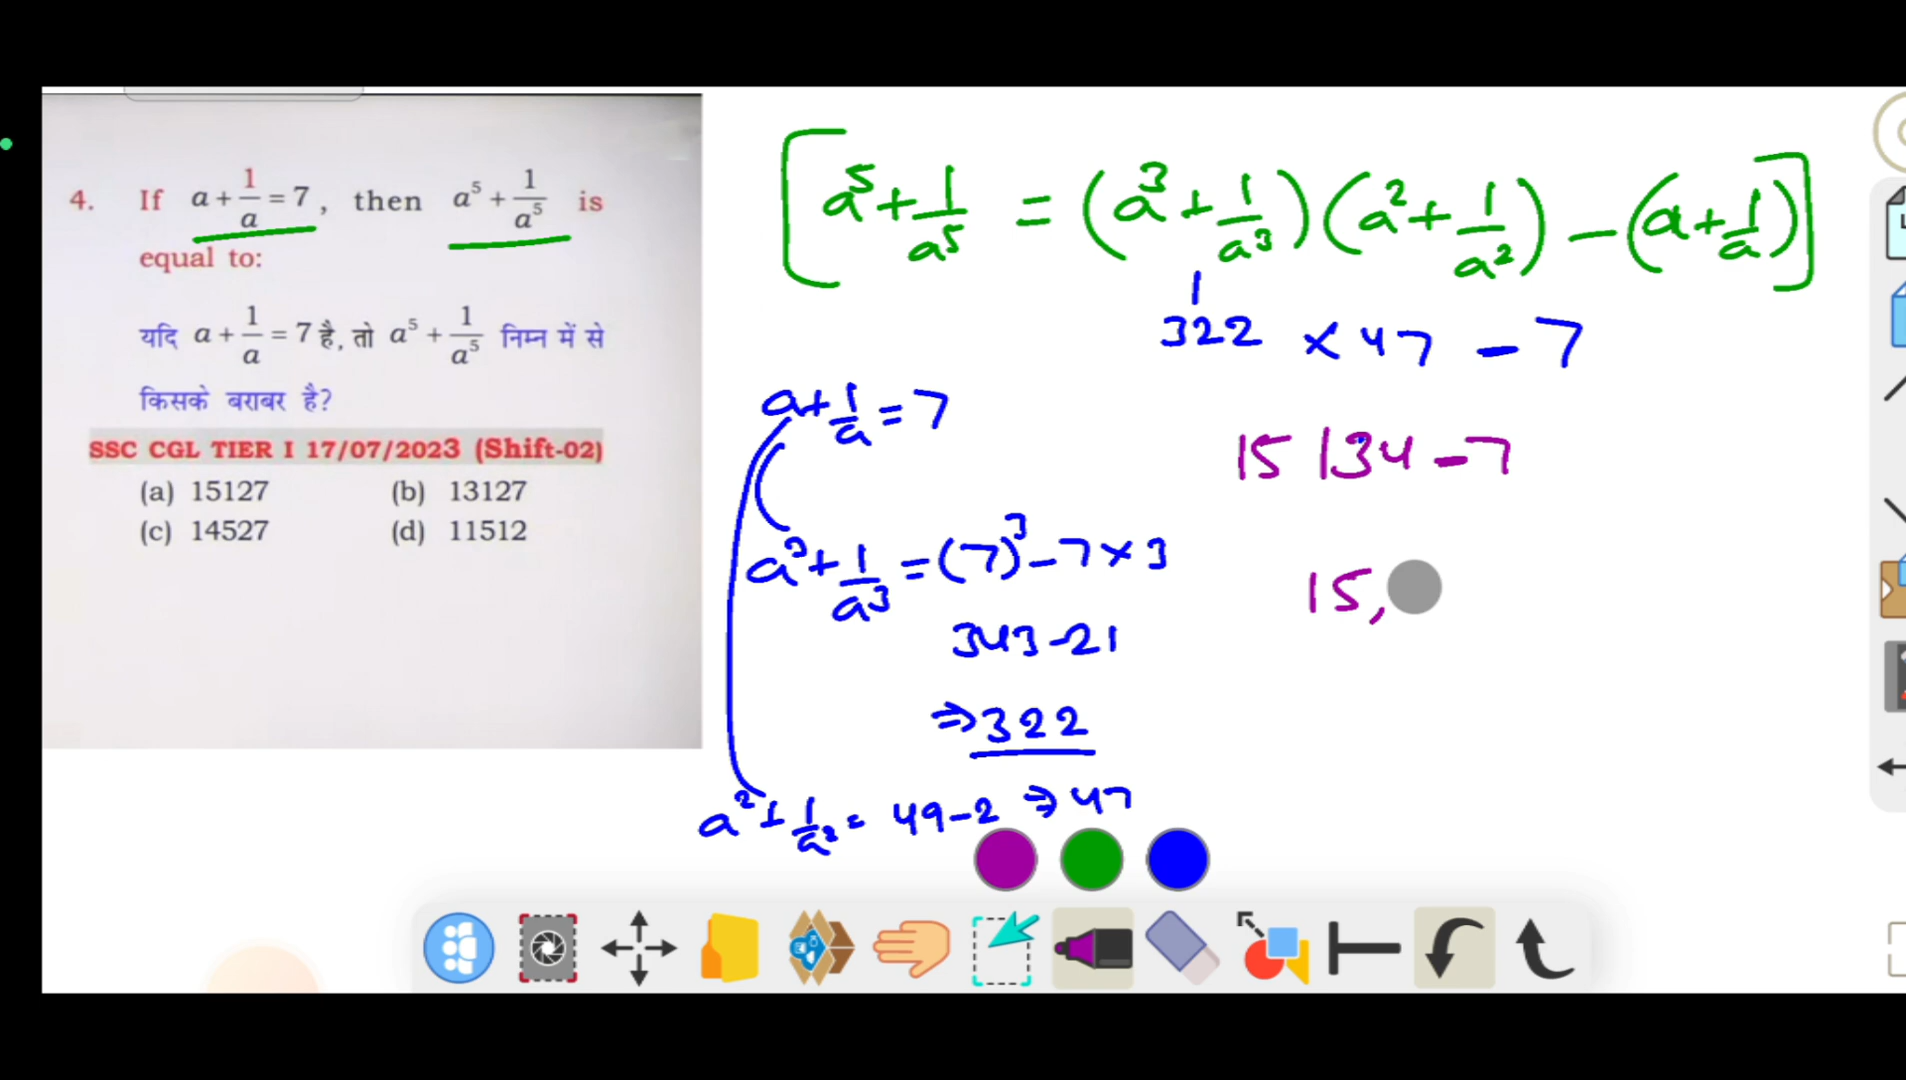 4. If a + 1/a = 7, then a⁵ + 1/a⁵ is
equal to:
यदि a + 1/a = 7 है, तो a⁵ + 1/a⁵ निम्न में से
किसके बराबर है?
SSC CGL TIER I 17/07/2023 (Shift-02)
(a) 15127 (b) 13127
(c) 14527 (d) 11512
[a⁵ + 1/a⁵ = (a³ + 1/a³)(a² + 1/a²) – (a + 1/a)]
322 × 47 – 7
15134 – 7
15,
a + 1/a = 7
a³ + 1/a³ = (7)³ – 7 × 3
343 – 21
⇒ 322
a² + 1/a² = 49 – 2 ⇒ 47